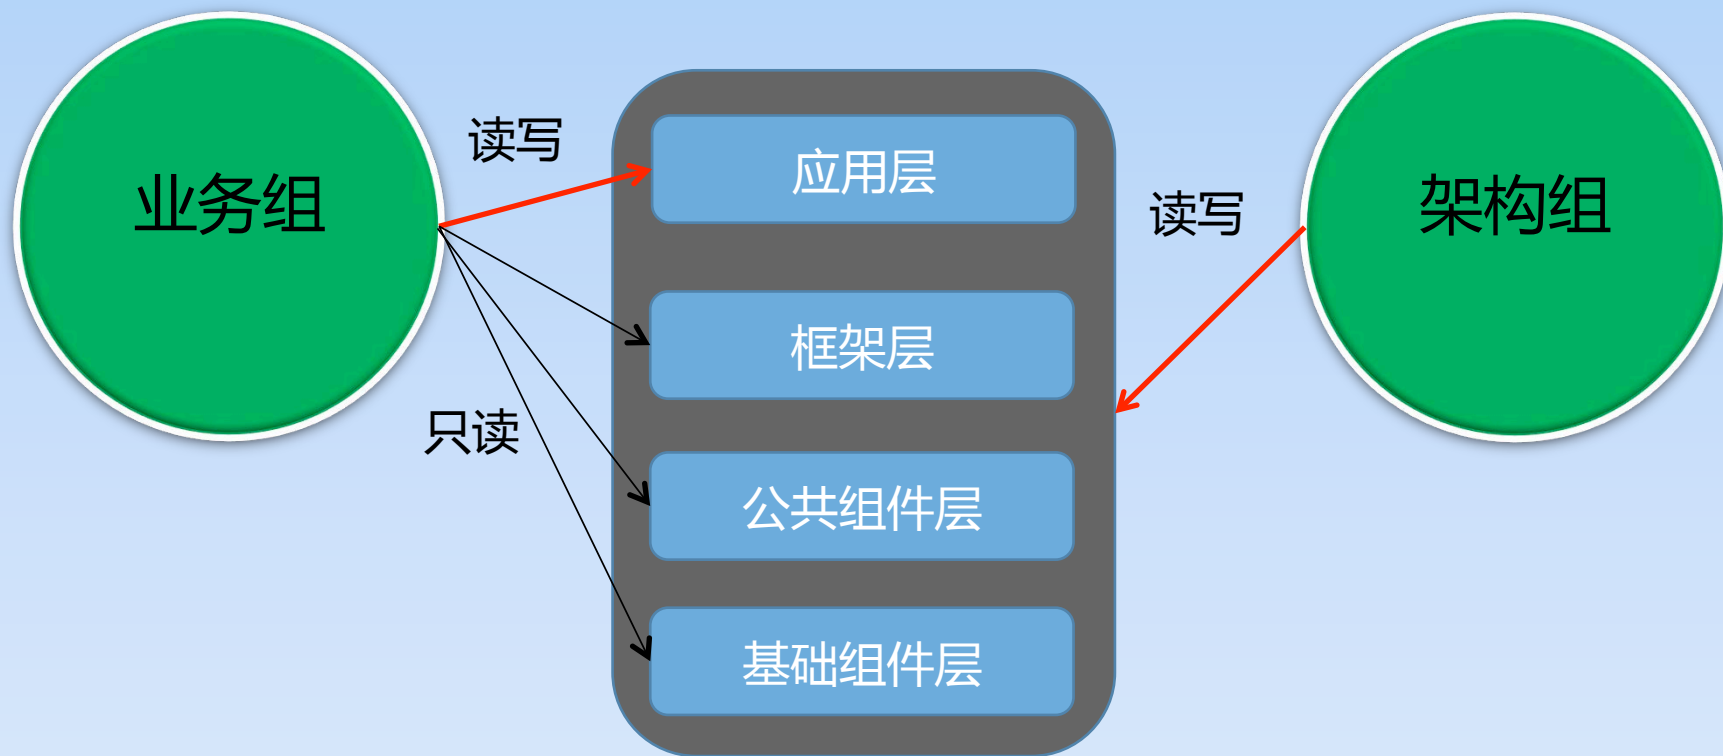 业务组
读写
只读
应用层
框架层
公共组件层
基础组件层
读写
架构组